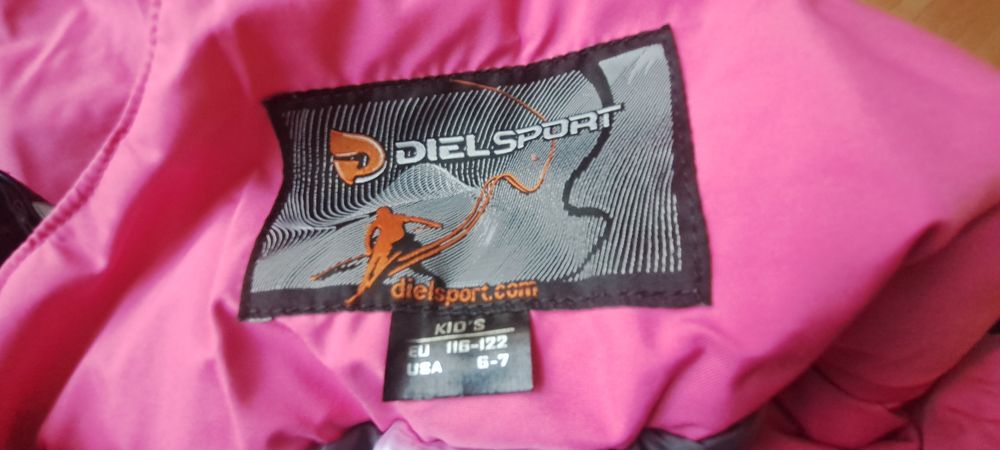 DIELSPORT
dielsport.com
KID'S
EU 116-122
USA 6-7